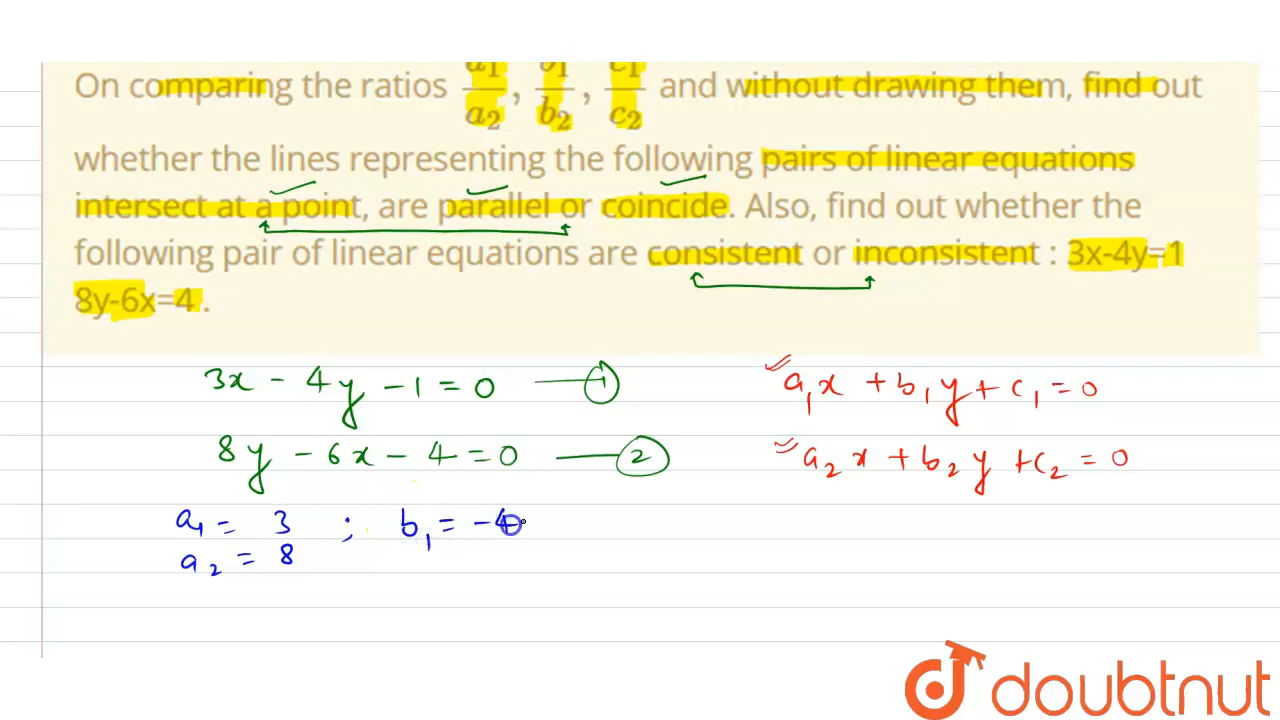 On comparing the ratios a1/a2, b1/b2, c1/c2 and without drawing them, find out
whether the lines representing the following pairs of linear equations
intersect at a point, are parallel or coincide. Also, find out whether the
following pair of linear equations are consistent or inconsistent : 3x-4y=1
8y-6x=4 .
3x - 4y - 1 = 0 — 1
a1x + b1y + c1 = 0
8y - 6x - 4 = 0 — 2
a2x + b2y + c2 = 0
a1 = 3 ; b1 = -4
a2 = 8
doubtnut